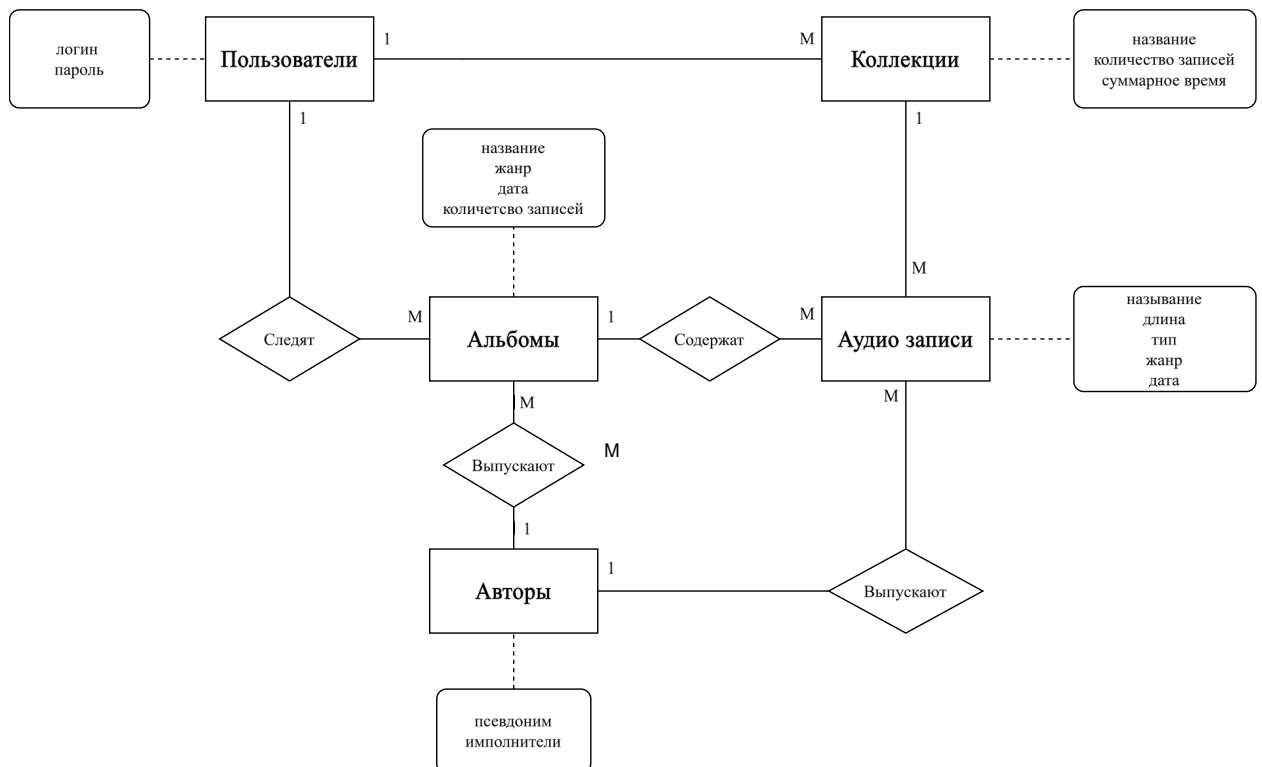 логин
пароль
Пользователи
1
М
Коллекции
название
количество записей
суммарное время
1
1
название
жанр
дата
количетсво записей
М
Следят
М
Альбомы
1
Содержат
М
Аудио записи
называние
длина
тип
жанр
дата
М
М
Выпускают
М
1
Авторы
1
Выпускают
псевдоним
имполнители